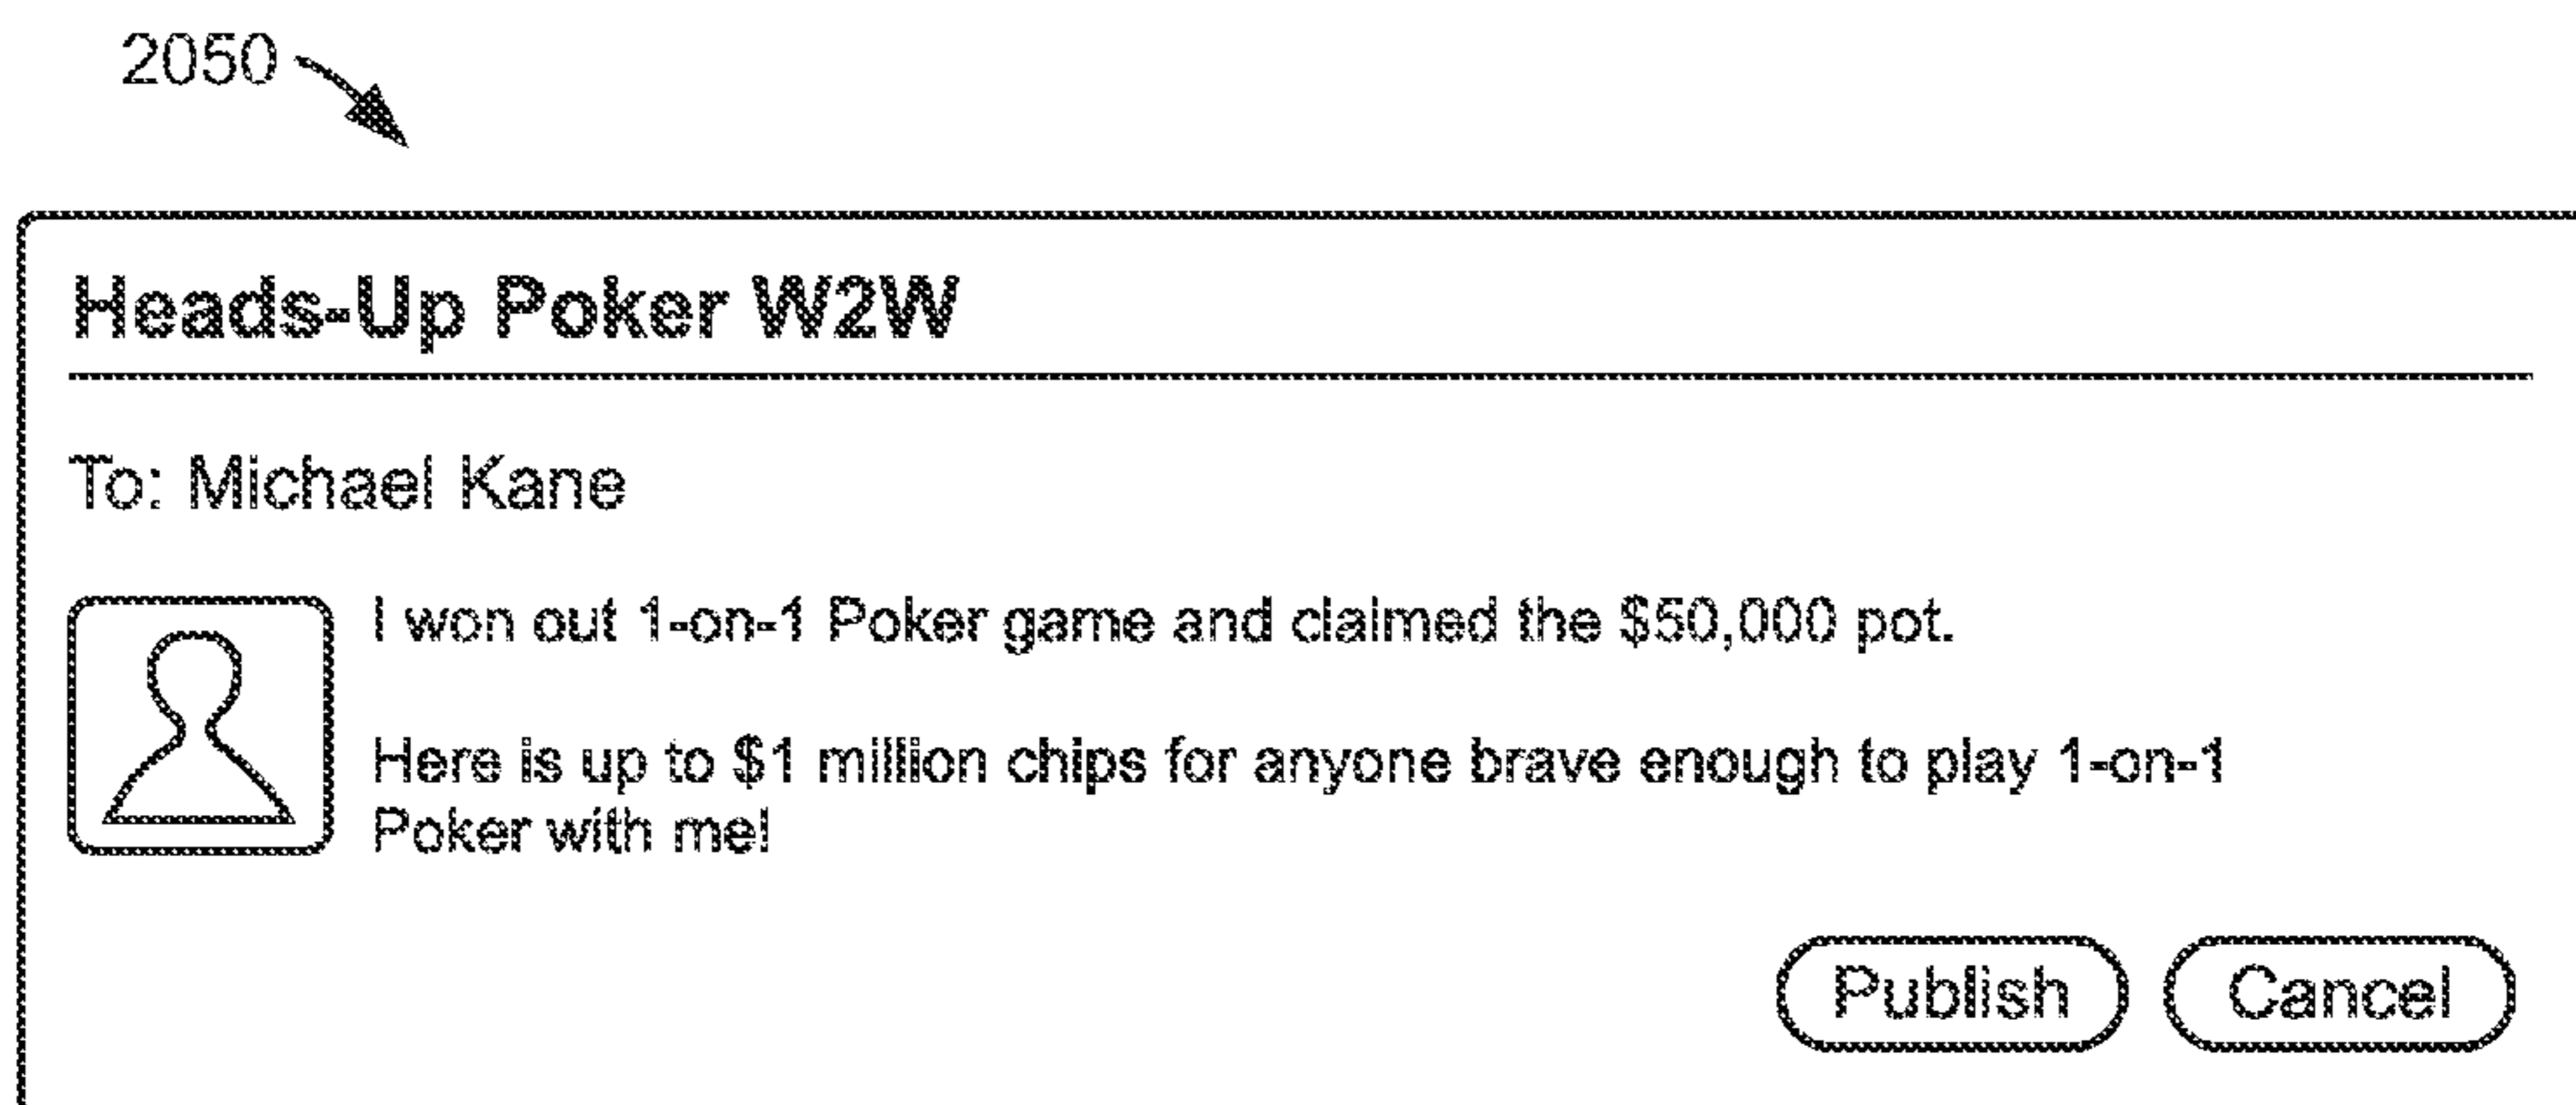 2050
Heads-Up Poker W2W
To: Michael Kane
I won out 1-on-1 Poker game and claimed the $50,000 pot.
Here is up to $1 million chips for anyone brave enough to play 1-on-1
Poker with me!
Publish Cancel